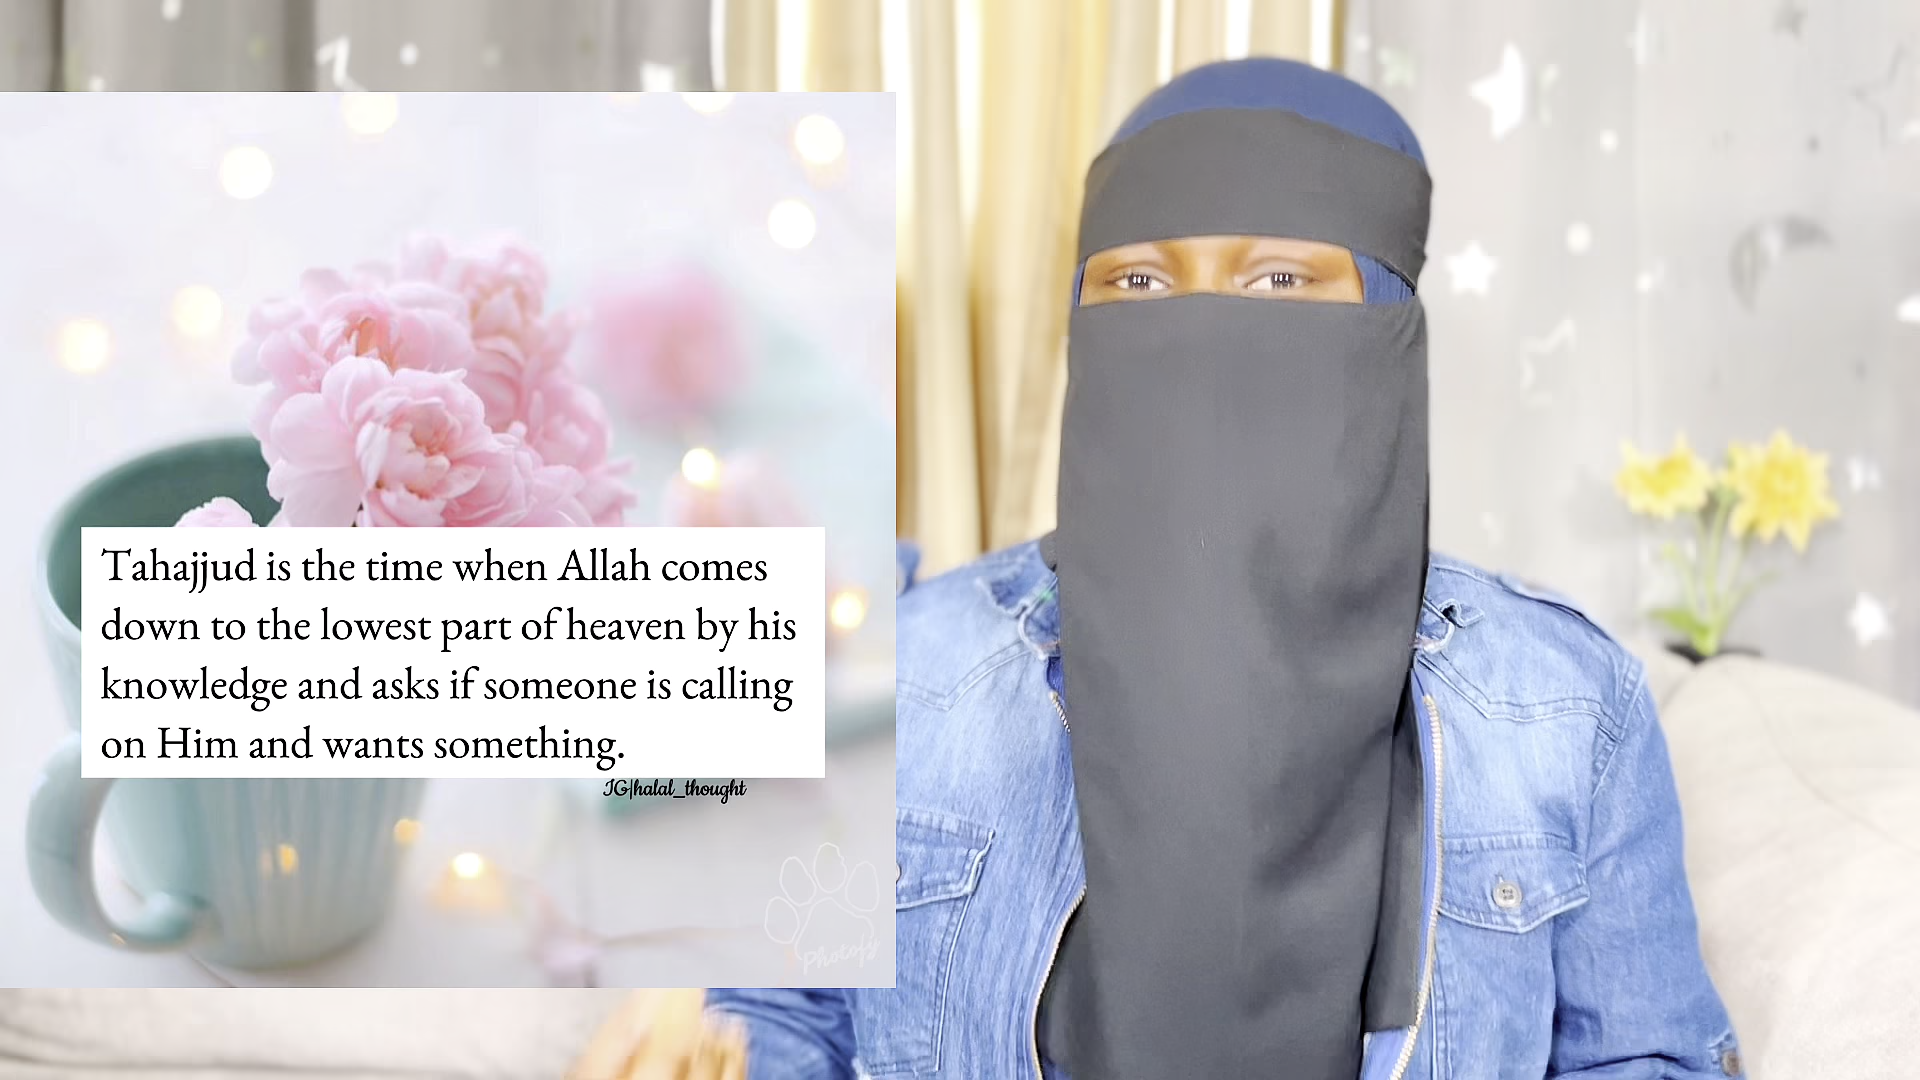 Tahajjud is the time when Allah comes
down to the lowest part of heaven by his
knowledge and asks if someone is calling
on Him and wants something.
IG|halal_thought
Photofy